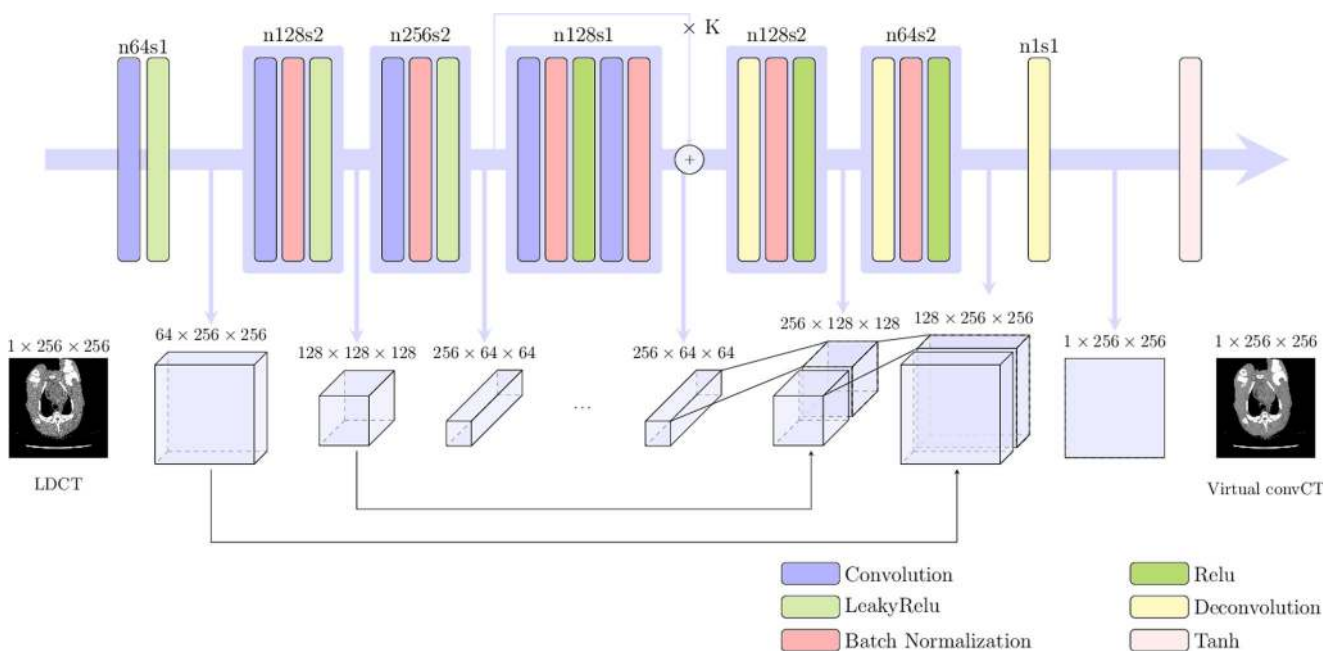 × K
n64s1
n128s2
n256s2
n128s1
n128s2
n64s2
n1s1
+
1 × 256 × 256
64 × 256 × 256
128 × 128 × 128
256 × 64 × 64
...
256 × 64 × 64
256 × 128 × 128
128 × 256 × 256
1 × 256 × 256
1 × 256 × 256
LDCT
Virtual convCT
Convolution
Relu
LeakyRelu
Deconvolution
Batch Normalization
Tanh